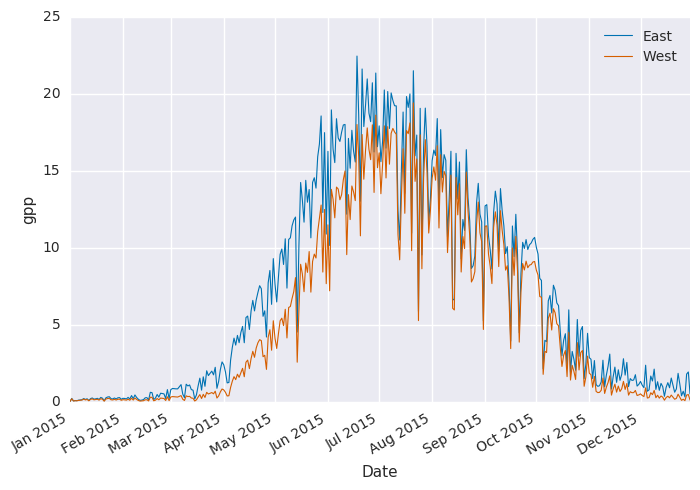 25
20
15
10
5
0
gpp
East
West
Jan 2015
Feb 2015
Mar 2015
Apr 2015
May 2015
Jun 2015
Jul 2015
Aug 2015
Sep 2015
Oct 2015
Nov 2015
Dec 2015
Date